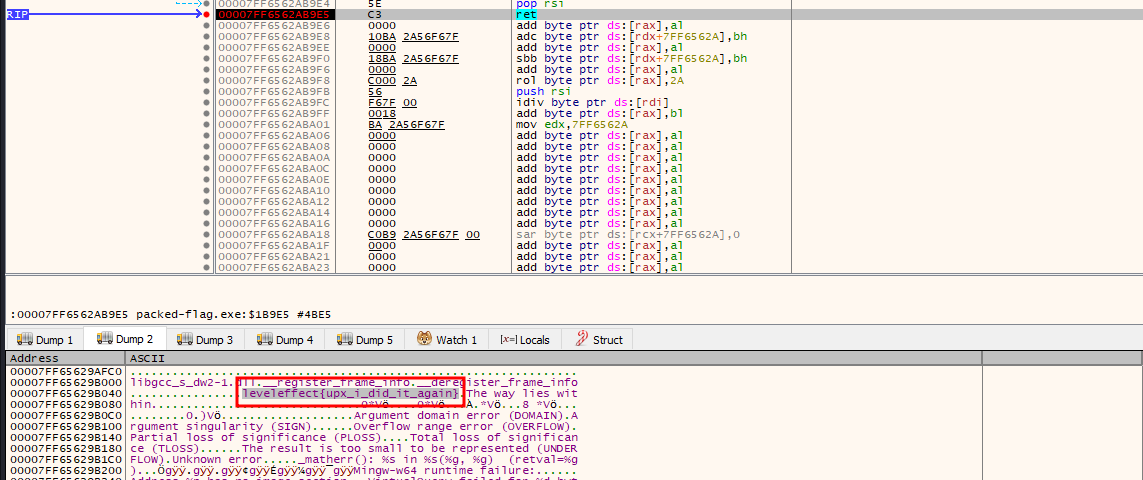 00007FF6562AB9E4 5E pop rsi
RIP 00007FF6562AB9E5 C3 ret
00007FF6562AB9E6 0000 add byte ptr ds:[rax],al
00007FF6562AB9E8 10BA 2A56F67F adc byte ptr ds:[rdx+7FF6562A],bh
00007FF6562AB9EE 0000 add byte ptr ds:[rax],al
00007FF6562AB9F0 18BA 2A56F67F sbb byte ptr ds:[rdx+7FF6562A],bh
00007FF6562AB9F6 0000 add byte ptr ds:[rax],al
00007FF6562AB9F8 C000 2A rol byte ptr ds:[rax],2A
00007FF6562AB9FB 56 push rsi
00007FF6562AB9FC F67F 00 idiv byte ptr ds:[rdi]
00007FF6562AB9FF 0018 add byte ptr ds:[rax],bl
00007FF6562ABA01 BA 2A56F67F mov edx,7FF6562A
00007FF6562ABA06 0000 add byte ptr ds:[rax],al
00007FF6562ABA08 0000 add byte ptr ds:[rax],al
00007FF6562ABA0A 0000 add byte ptr ds:[rax],al
00007FF6562ABA0C 0000 add byte ptr ds:[rax],al
00007FF6562ABA0E 0000 add byte ptr ds:[rax],al
00007FF6562ABA10 0000 add byte ptr ds:[rax],al
00007FF6562ABA12 0000 add byte ptr ds:[rax],al
00007FF6562ABA14 0000 add byte ptr ds:[rax],al
00007FF6562ABA16 0000 add byte ptr ds:[rax],al
00007FF6562ABA18 C0B9 2A56F67F 00 sar byte ptr ds:[rcx+7FF6562A],0
00007FF6562ABA1F 0000 add byte ptr ds:[rax],al
00007FF6562ABA21 0000 add byte ptr ds:[rax],al
00007FF6562ABA23 0000 add byte ptr ds:[rax],al
:00007FF6562AB9E5 packed-flag.exe:$1B9E5 #4BE5
Dump 1 Dump 2 Dump 3 Dump 4 Dump 5 Watch 1 [x=] Locals Struct
Address ASCII
00007FF65629AFC0 ................................................................
00007FF65629B000 libgcc_s_dw2-1.dll.__register_frame_info.__deregister_frame_info
00007FF65629B040 .leveleffect{upx_i_did_it_again}.The way lies wit
00007FF65629B080 hin.
00007FF65629B0C0 Argument domain error (DOMAIN).A
00007FF65629B100 rgument singularity (SIGN)......Overflow range error (OVERFLOW).
00007FF65629B140 Partial loss of significance (PLOSS)....Total loss of significan
00007FF65629B180 ce (TLOSS)......The result is too small to be represented (UNDER
00007FF65629B1C0 FLOW).Unknown error....._matherr(): %s in %s(%g, %g)  (retval=%g
00007FF65629B200 Mingw-w64 runtime failure:......